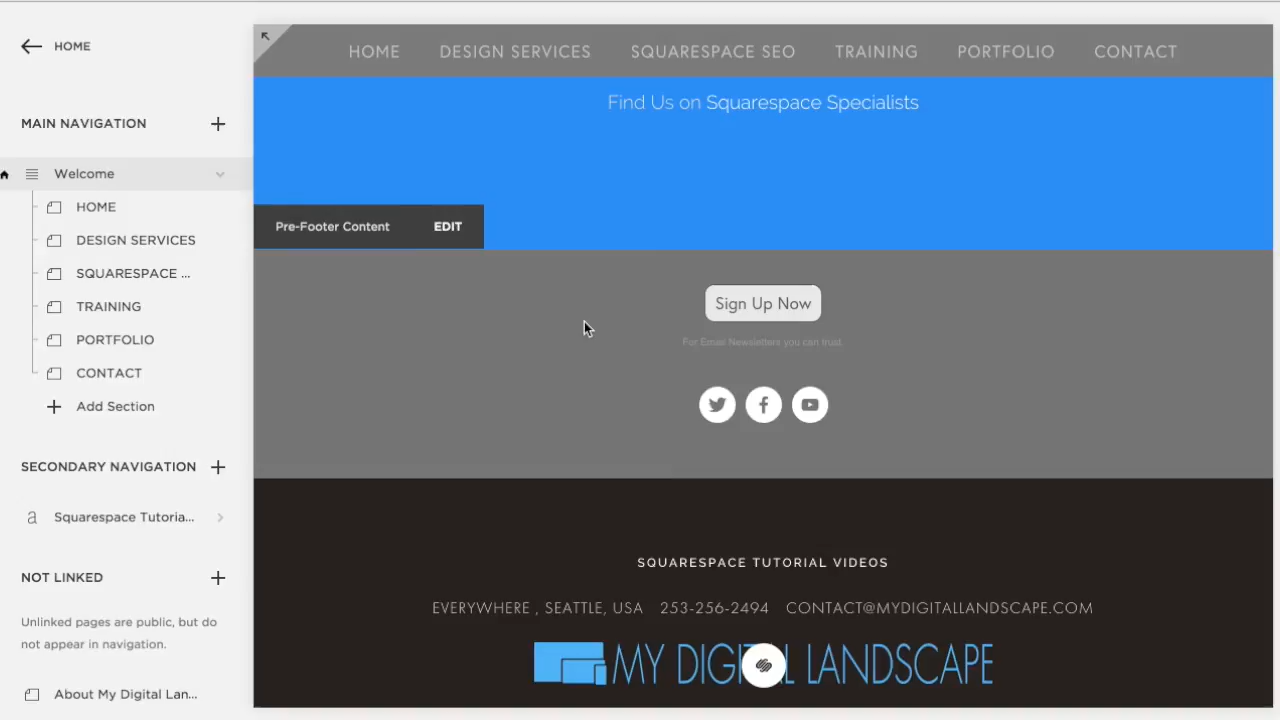 HOME
MAIN NAVIGATION
Welcome
HOME
DESIGN SERVICES
SQUARESPACE ...
TRAINING
PORTFOLIO
CONTACT
Add Section
SECONDARY NAVIGATION
a Squarespace Tutoria...
NOT LINKED
Unlinked pages are public, but do
not appear in navigation.
About My Digital Lan...
HOME DESIGN SERVICES SQUARESPACE SEO TRAINING PORTFOLIO CONTACT
Find Us on Squarespace Specialists
Pre-Footer Content EDIT
Sign Up Now
For Email Newsletters you can trust
SQUARESPACE TUTORIAL VIDEOS
EVERYWHERE , SEATTLE, USA 253-256-2494 CONTACT@MYDIGITALLANDSCAPE.COM
MY DIGITAL LANDSCAPE